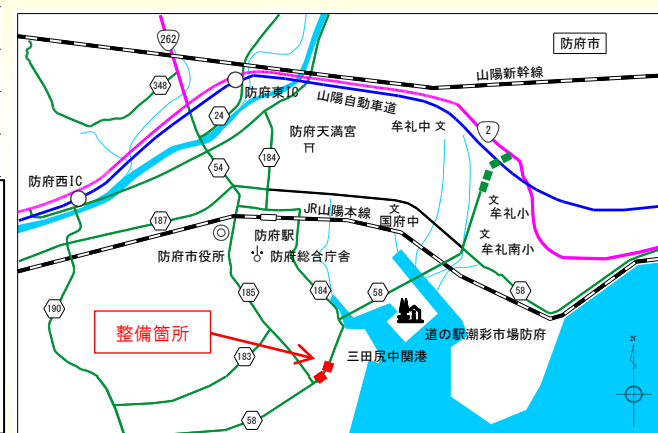 262
防府市
山陽新幹線
348
防府東IC
山陽自動車道
24
防府天満宮
牟礼中 文
2
54
184
防府西IC
文
牟礼小
187
JR山陽本線
文
国府中
防府駅
文
牟礼南小
防府市役所
防府総合庁舎
58
185
184
58
190
道の駅潮彩市場防府
整備箇所
三田尻中関港
183
N
58